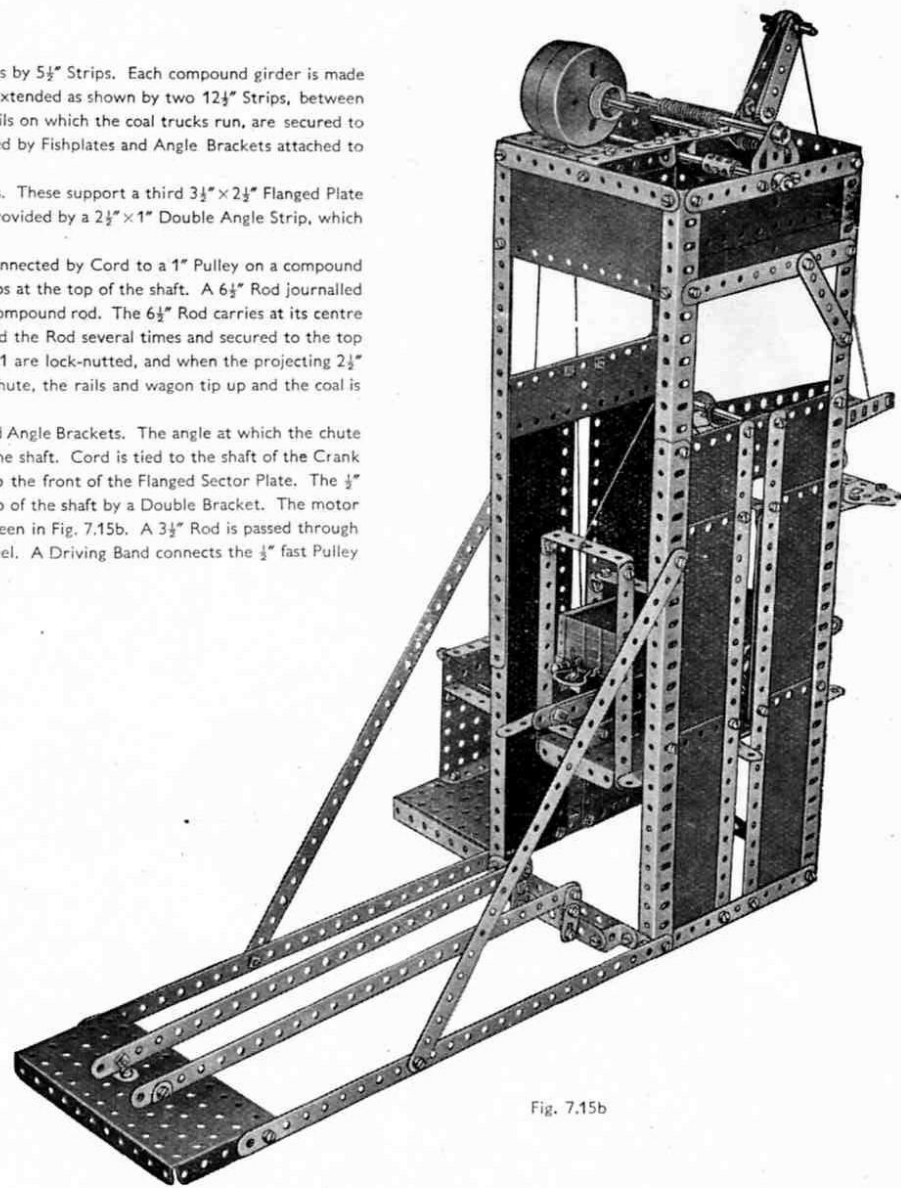 s by 5½″ Strips. Each compound girder is made
xtended as shown by two 12½″ Strips, between
ils on which the coal trucks run, are secured to
ed by Fishplates and Angle Brackets attached to
s. These support a third 3½″ × 2½″ Flanged Plate
rovided by a 2½″ × 1″ Double Angle Strip, which
nnected by Cord to a 1″ Pulley on a compound
ps at the top of the shaft. A 6½″ Rod journalled
ompound rod. The 6½″ Rod carries at its centre
d the Rod several times and secured to the top
1 are lock-nutted, and when the projecting 2½″
hute, the rails and wagon tip up and the coal is
d Angle Brackets. The angle at which the chute
he shaft. Cord is tied to the shaft of the Crank
o the front of the Flanged Sector Plate. The ½″
p of the shaft by a Double Bracket. The motor
een in Fig. 7.15b. A 3½″ Rod is passed through
el. A Driving Band connects the ½″ fast Pulley
Fig. 7.15b